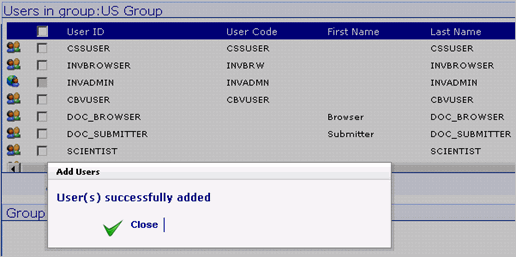 Users in group:US Group
User ID User Code First Name Last Name
CSSUSER CSSUSER CSSUSER
INVBROWSER INVBRW INVBROWSER
INVADMIN INVADMN INVADMIN
CBVUSER CBVUSER CBVUSER
DOC_BROWSER Browser DOC_BROWSER
DOC_SUBMITTER Submitter DOC_SUBMITTER
SCIENTIST SCIENTIST
Add Users
User(s) successfully added
Close
Group